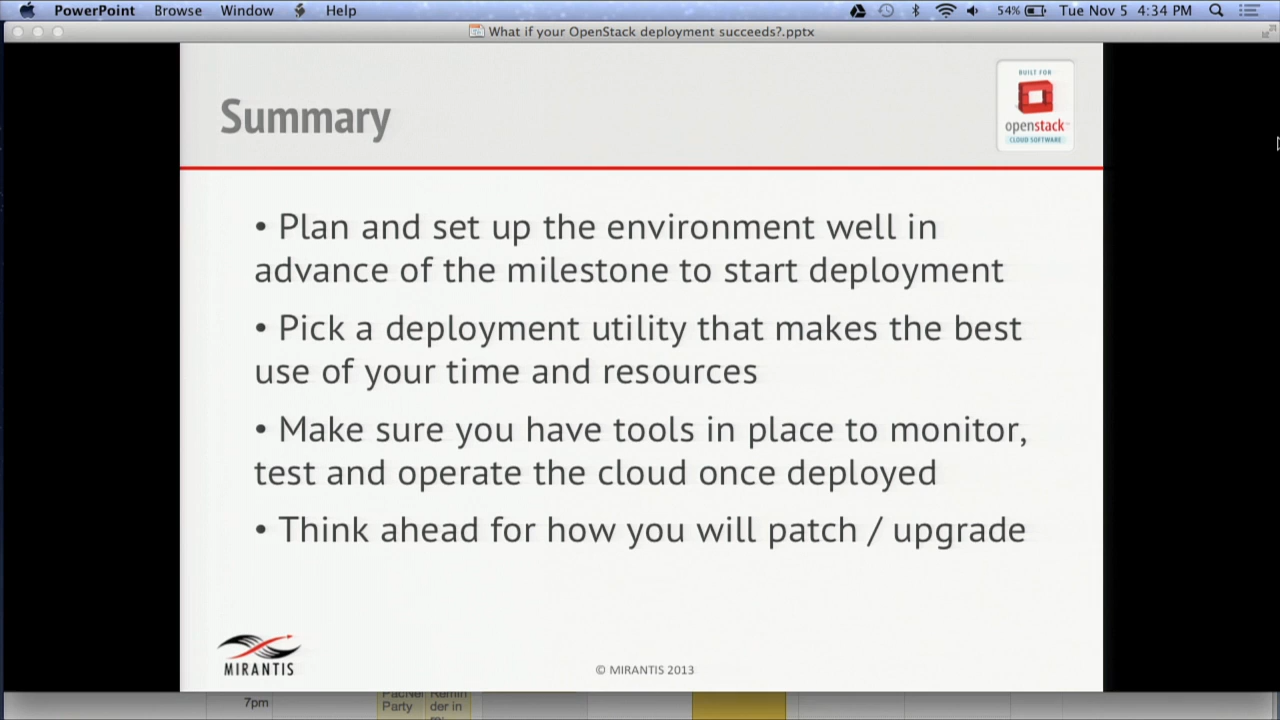 PowerPoint Browse Window Help 54% Tue Nov 5 4:34 PM
What if your OpenStack deployment succeeds?.pptx
Summary
BUILT FOR
openstack™
CLOUD SOFTWARE
• Plan and set up the environment well in
advance of the milestone to start deployment
• Pick a deployment utility that makes the best
use of your time and resources
• Make sure you have tools in place to monitor,
test and operate the cloud once deployed
• Think ahead for how you will patch / upgrade
MIRANTIS
© MIRANTIS 2013
7pm
Party
der in